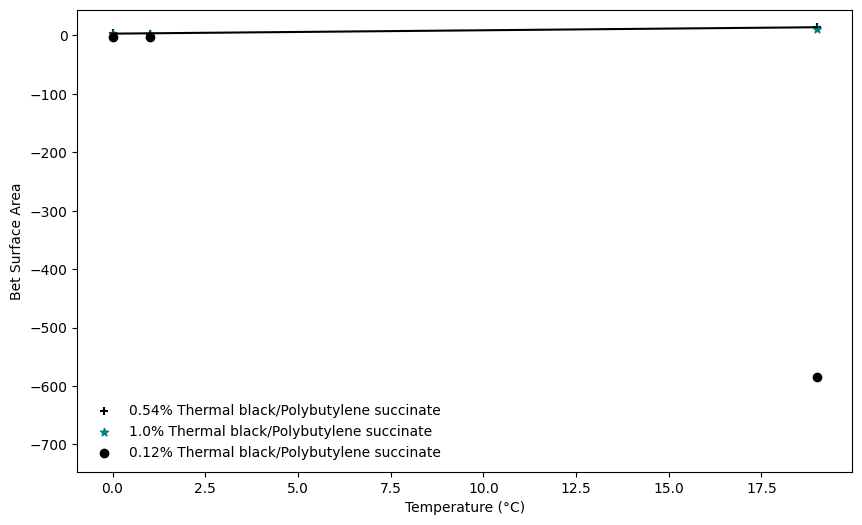 0
−100
−200
−300
−400
−500
−600
−700
Bet Surface Area
0.54% Thermal black/Polybutylene succinate
1.0% Thermal black/Polybutylene succinate
0.12% Thermal black/Polybutylene succinate
0.0 2.5 5.0 7.5 10.0 12.5 15.0 17.5
Temperature (°C)